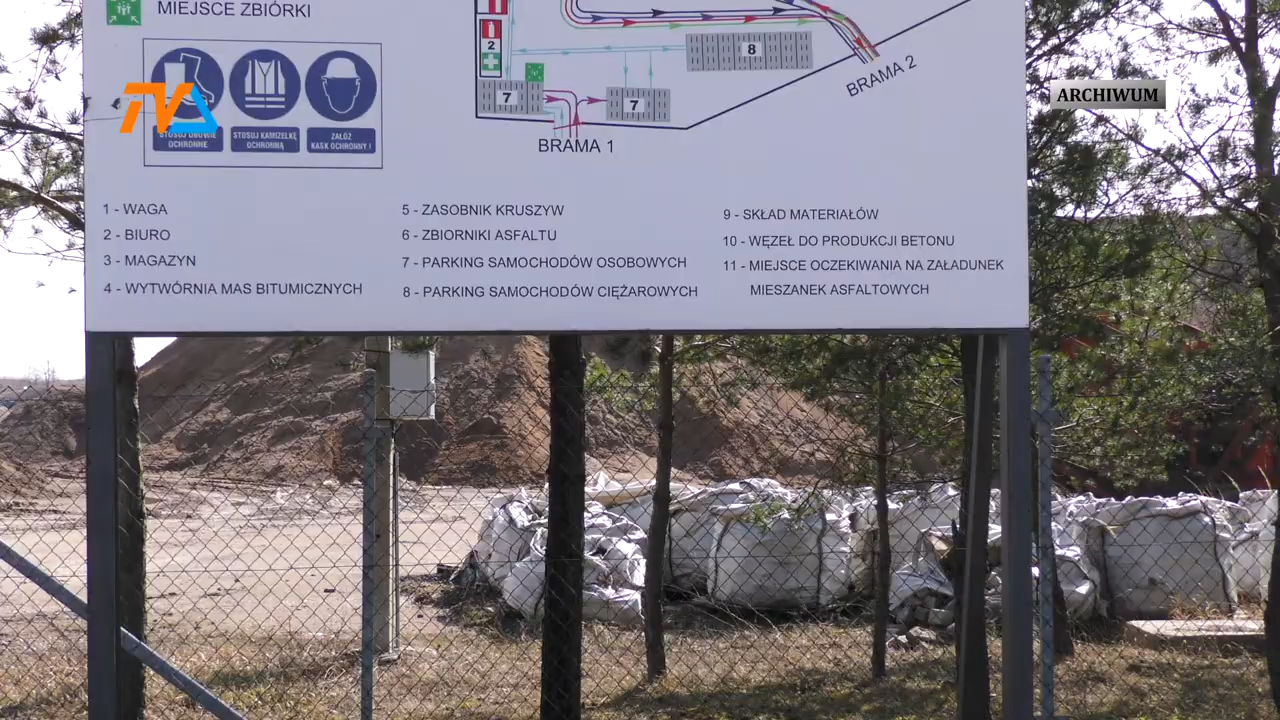 MIEJSCE ZBIÓRKI
TVA
ARCHIWUM
2
8
7
7
BRAMA 2
BRAMA 1
STOSUJ OBUWIE
OCHRONNE
STOSUJ KAMIZELKĘ
OCHRONNĄ
ZAŁÓŻ
KASK OCHRONNY !
1 - WAGA
2 - BIURO
3 - MAGAZYN
4 - WYTWÓRNIA MAS BITUMICZNYCH
5 - ZASOBNIK KRUSZYW
6 - ZBIORNIKI ASFALTU
7 - PARKING SAMOCHODÓW OSOBOWYCH
8 - PARKING SAMOCHODÓW CIĘŻAROWYCH
9 - SKŁAD MATERIAŁÓW
10 - WĘZEŁ DO PRODUKCJI BETONU
11 - MIEJSCE OCZEKIWANIA NA ZAŁADUNEK
MIESZANEK ASFALTOWYCH